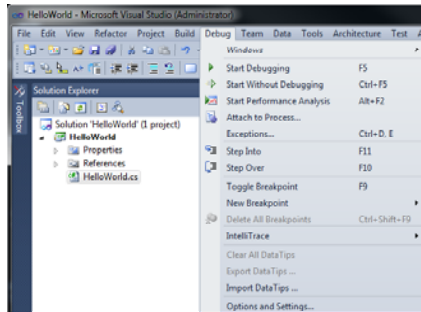 HelloWorld - Microsoft Visual Studio (Administrator)
File Edit View Refactor Project Build Debug Team Data Tools Architecture Test
Solution Explorer
Toolbox
Solution 'HelloWorld' (1 project)
HelloWorld
Properties
References
HelloWorld.cs
Windows
Start Debugging F5
Start Without Debugging Ctrl+F5
Start Performance Analysis Alt+F2
Attach to Process...
Exceptions... Ctrl+D, E
Step Into F11
Step Over F10
Toggle Breakpoint F9
New Breakpoint
Delete All Breakpoints Ctrl+Shift+F9
IntelliTrace
Clear All DataTips
Export DataTips ...
Import DataTips ...
Options and Settings...